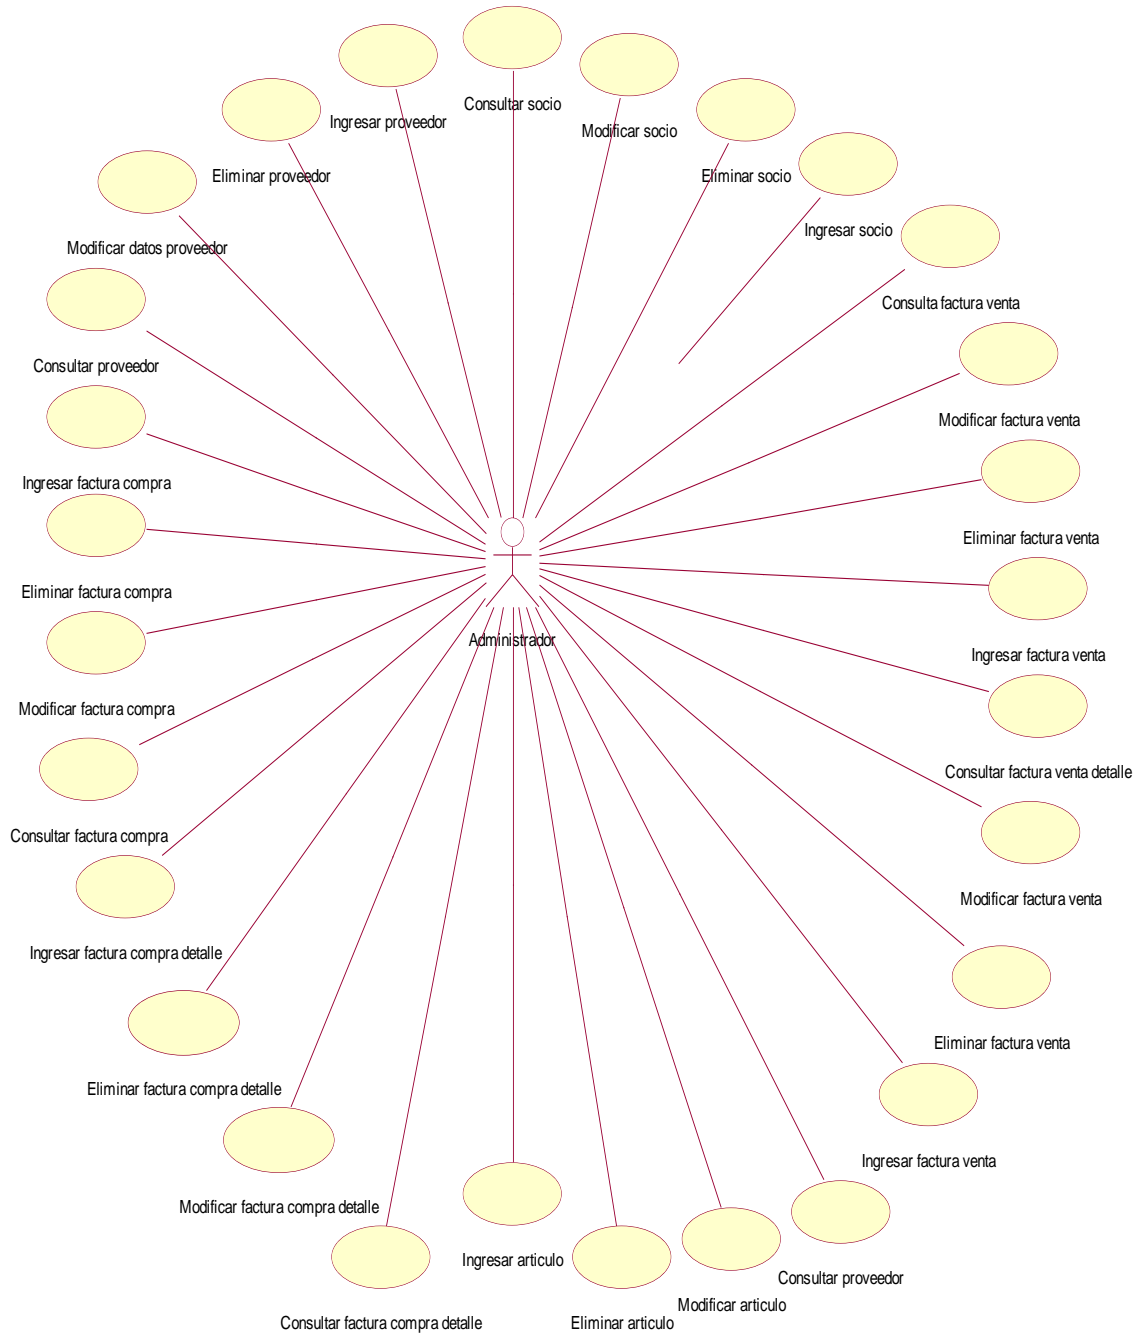 Consultar socio
Ingresar proveedor
Modificar socio
Eliminar proveedor
Eliminar socio
Ingresar socio
Modificar datos proveedor
Consulta factura venta
Consultar proveedor
Modificar factura venta
Ingresar factura compra
Eliminar factura venta
Eliminar factura compra
Administrador
Ingresar factura venta
Modificar factura compra
Consultar factura venta detalle
Consultar factura compra
Modificar factura venta
Ingresar factura compra detalle
Eliminar factura venta
Eliminar factura compra detalle
Ingresar factura venta
Modificar factura compra detalle
Ingresar articulo
Consultar proveedor
Modificar articulo
Consultar factura compra detalle
Eliminar articulo